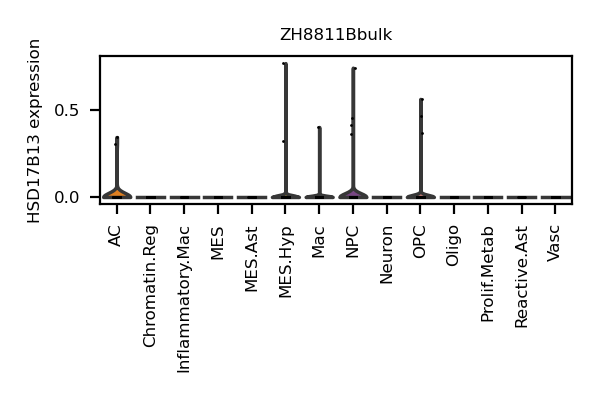 ZH8811Bbulk
HSD17B13 expression
0.5
0.0
AC
Chromatin.Reg
Inflammatory.Mac
MES
MES.Ast
MES.Hyp
Mac
NPC
Neuron
OPC
Oligo
Prolif.Metab
Reactive.Ast
Vasc